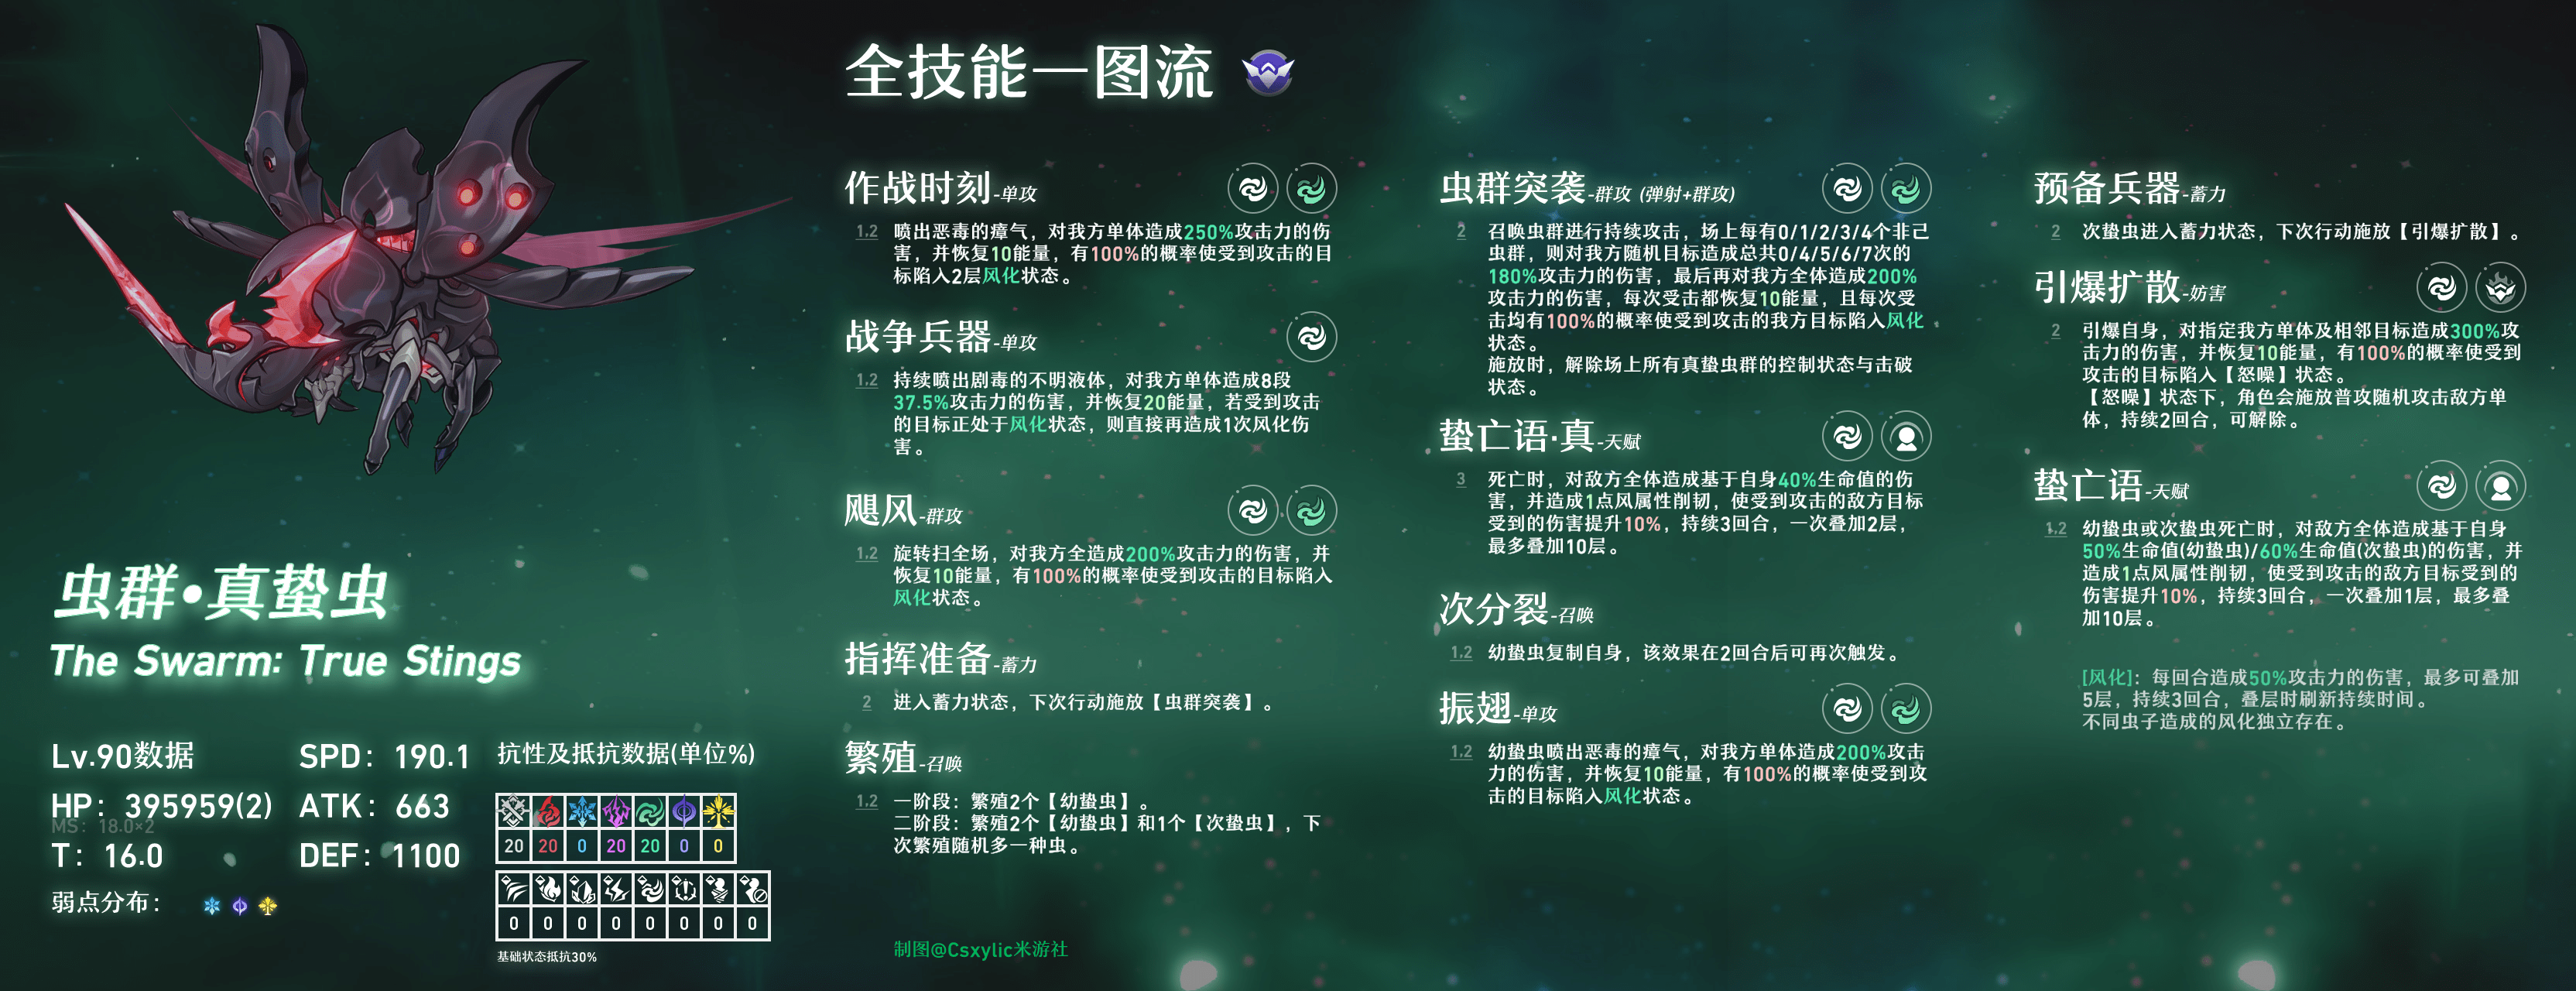 全技能一图流
虫群•真蛰虫
The Swarm: True Stings
Lv.90数据
SPD: 190.1
HP: 395959(2)
ATK: 663
MS: 18.0×2
T: 16.0
DEF: 1100
弱点分布:
抗性及抵抗数据(单位%)
20 20 0 20 20 0 0
0 0 0 0 0 0 0 0
基础状态抵抗30%
作战时刻-单攻
1,2 喷出恶毒的瘴气，对我方单体造成250%攻击力的伤
害，并恢复10能量，有100%的概率使受到攻击的目
标陷入2层风化状态。
战争兵器-单攻
1,2 持续喷出剧毒的不明液体，对我方单体造成8段
37.5%攻击力的伤害，并恢复20能量，若受到攻击
的目标正处于风化状态，则直接再造成1次风化伤
害。
飓风-群攻
1,2 旋转扫全场，对我方全造成200%攻击力的伤害，并
恢复10能量，有100%的概率使受到攻击的目标陷入
风化状态。
指挥准备-蓄力
2 进入蓄力状态，下次行动施放【虫群突袭】。
繁殖-召唤
1,2 一阶段：繁殖2个【幼蛰虫】。
二阶段：繁殖2个【幼蛰虫】和1个【次蛰虫】，下
次繁殖随机多一种虫。
制图@Csxylic米游社
虫群突袭-群攻 (弹射+群攻)
2 召唤虫群进行持续攻击，场上每有0/1/2/3/4个非己
虫群，则对我方随机目标造成总共0/4/5/6/7次的
180%攻击力的伤害，最后再对我方全体造成200%
攻击力的伤害，每次受击都恢复10能量，且每次受
击均有100%的概率使受到攻击的我方目标陷入风化
状态。
施放时，解除场上所有真蛰虫群的控制状态与击破
状态。
蛰亡语·真-天赋
3 死亡时，对敌方全体造成基于自身40%生命值的伤
害，并造成1点风属性削韧，使受到攻击的敌方目标
受到的伤害提升10%，持续3回合，一次叠加2层，
最多叠加10层。
次分裂-召唤
1,2 幼蛰虫复制自身，该效果在2回合后可再次触发。
振翅-单攻
1,2 幼蛰虫喷出恶毒的瘴气，对我方单体造成200%攻击
力的伤害，并恢复10能量，有100%的概率使受到攻
击的目标陷入风化状态。
预备兵器-蓄力
2 次蛰虫进入蓄力状态，下次行动施放【引爆扩散】。
引爆扩散-妨害
2 引爆自身，对指定我方单体及相邻目标造成300%攻
击力的伤害，并恢复10能量，有100%的概率使受到
攻击的目标陷入【怒噪】状态。
【怒噪】状态下，角色会施放普攻随机攻击敌方单
体，持续2回合，可解除。
蛰亡语-天赋
1,2 幼蛰虫或次蛰虫死亡时，对敌方全体造成基于自身
50%生命值(幼蛰虫)/60%生命值(次蛰虫)的伤害，并
造成1点风属性削韧，使受到攻击的敌方目标受到的
伤害提升10%，持续3回合，一次叠加1层，最多叠
加10层。
[风化]：每回合造成50%攻击力的伤害，最多可叠加
5层，持续3回合，叠层时刷新持续时间。
不同虫子造成的风化独立存在。